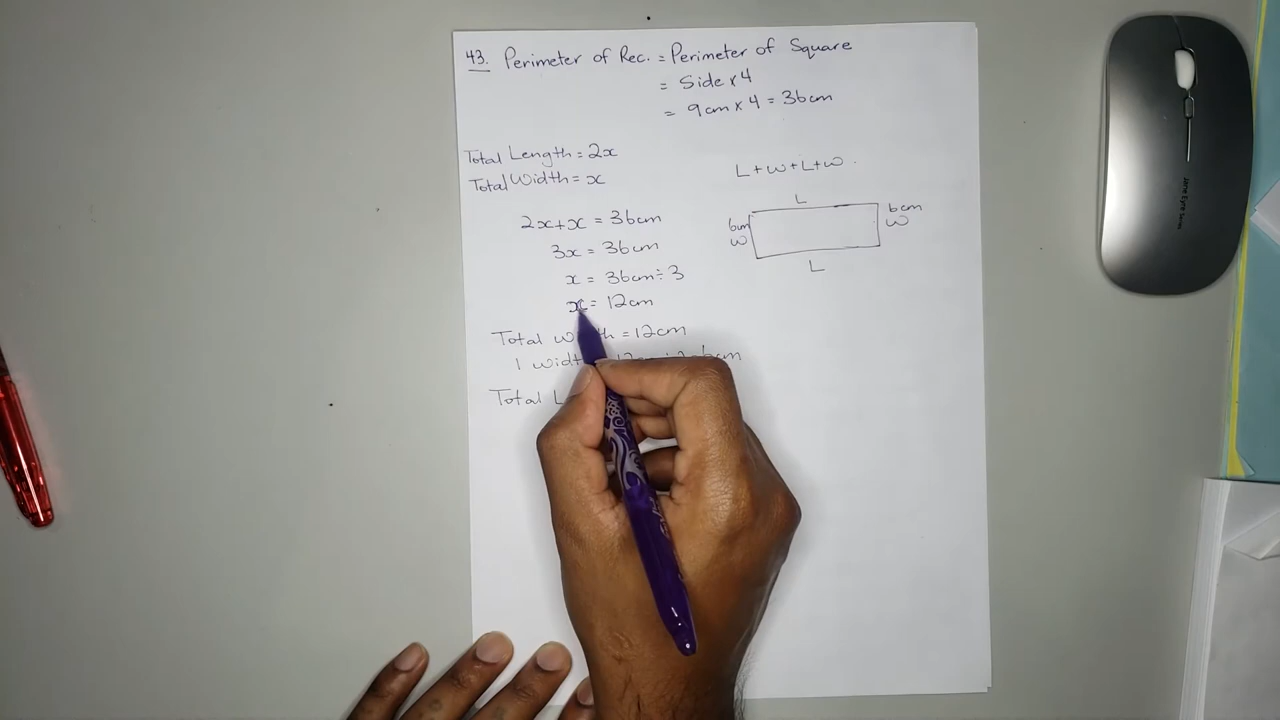 43. Perimeter of Rec. = Perimeter of Square
= Side x 4
= 9cm x 4 = 36cm
Total Length = 2x
Total Width = x
L+W+L+W.
2x+x = 36cm
3x = 36cm
x = 36cm ÷ 3
x = 12cm
L
6cm
W
6cm
W
L
Total = 12cm
1 6cm
Total L